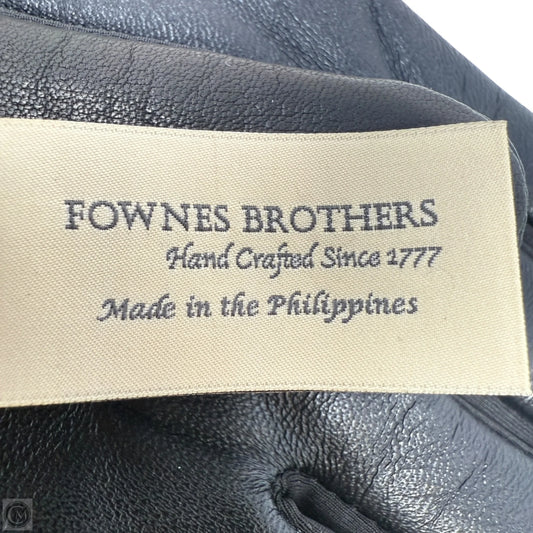 FOWNES BROTHERS
Hand Crafted Since 1777
Made in the Philippines